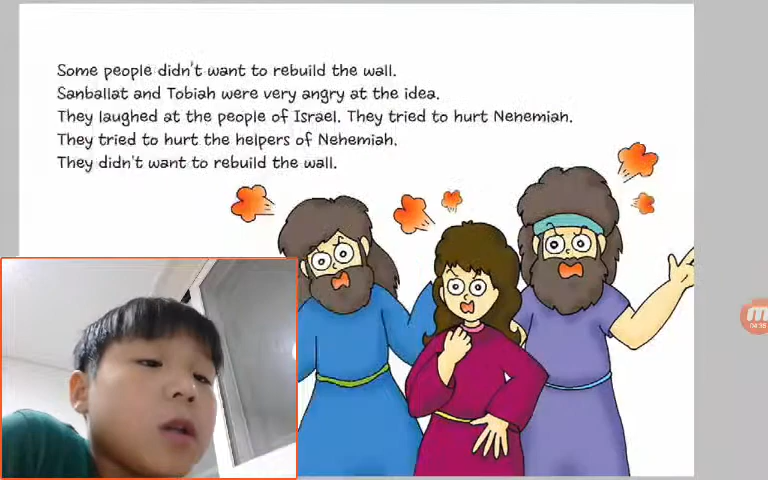 Some people didn't want to rebuild the wall.
Sanballat and Tobiah were very angry at the idea.
They laughed at the people of Israel. They tried to hurt Nehemiah.
They tried to hurt the helpers of Nehemiah.
They didn't want to rebuild the wall.